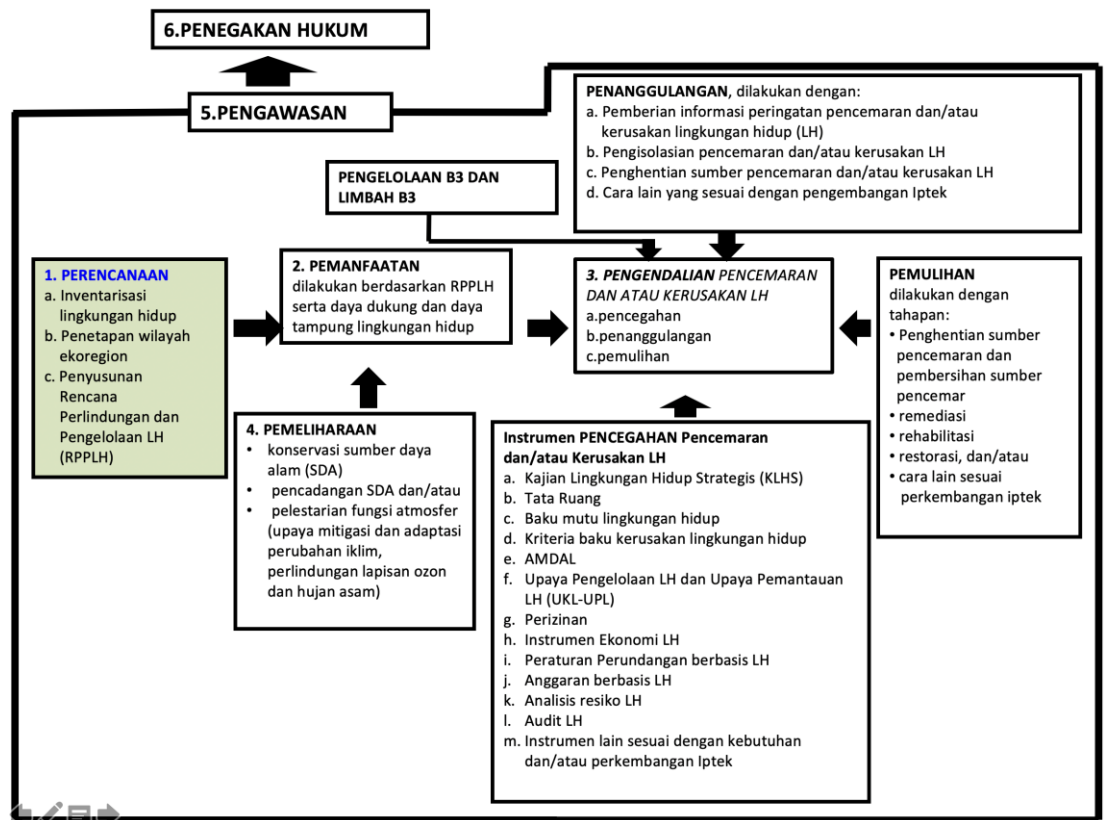 6.PENEGAKAN HUKUM
5.PENGAWASAN
PENANGGULANGAN, dilakukan dengan:
a. Pemberian informasi peringatan pencemaran dan/atau
kerusakan lingkungan hidup (LH)
b. Pengisolasian pencemaran dan/atau kerusakan LH
c. Penghentian sumber pencemaran dan/atau kerusakan LH
d. Cara lain yang sesuai dengan pengembangan Iptek
PENGELOLAAN B3 DAN
LIMBAH B3
1. PERENCANAAN
a. Inventarisasi
lingkungan hidup
b. Penetapan wilayah
ekoregion
c. Penyusunan
Rencana
Perlindungan dan
Pengelolaan LH
(RPPLH)
2. PEMANFAATAN
dilakukan berdasarkan RPPLH
serta daya dukung dan daya
tampung lingkungan hidup
3. PENGENDALIAN PENCEMARAN
DAN ATAU KERUSAKAN LH
a.pencegahan
b.penanggulangan
c.pemulihan
PEMULIHAN
dilakukan dengan
tahapan:
• Penghentian sumber
pencemaran dan
pembersihan sumber
pencemar
• remediasi
• rehabilitasi
• restorasi, dan/atau
• cara lain sesuai
perkembangan iptek
4. PEMELIHARAAN
• konservasi sumber daya
alam (SDA)
• pencadangan SDA dan/atau
• pelestarian fungsi atmosfer
(upaya mitigasi dan adaptasi
perubahan iklim,
perlindungan lapisan ozon
dan hujan asam)
Instrumen PENCEGAHAN Pencemaran
dan/atau Kerusakan LH
a. Kajian Lingkungan Hidup Strategis (KLHS)
b. Tata Ruang
c. Baku mutu lingkungan hidup
d. Kriteria baku kerusakan lingkungan hidup
e. AMDAL
f. Upaya Pengelolaan LH dan Upaya Pemantauan
LH (UKL-UPL)
g. Perizinan
h. Instrumen Ekonomi LH
i. Peraturan Perundangan berbasis LH
j. Anggaran berbasis LH
k. Analisis resiko LH
l. Audit LH
m. Instrumen lain sesuai dengan kebutuhan
dan/atau perkembangan Iptek